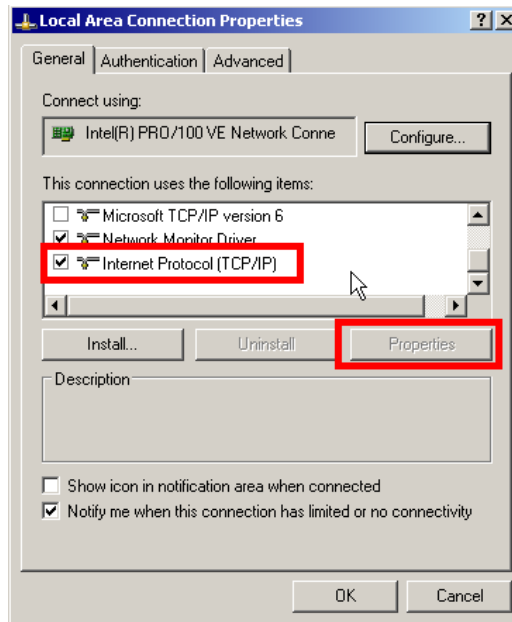 Local Area Connection Properties
General Authentication Advanced
Connect using:
Intel(R) PRO/100 VE Network Conne Configure...
This connection uses the following items:
Microsoft TCP/IP version 6
Network Monitor Driver
Internet Protocol (TCP/IP)
Install... Uninstall Properties
Description
Show icon in notification area when connected
Notify me when this connection has limited or no connectivity
OK Cancel